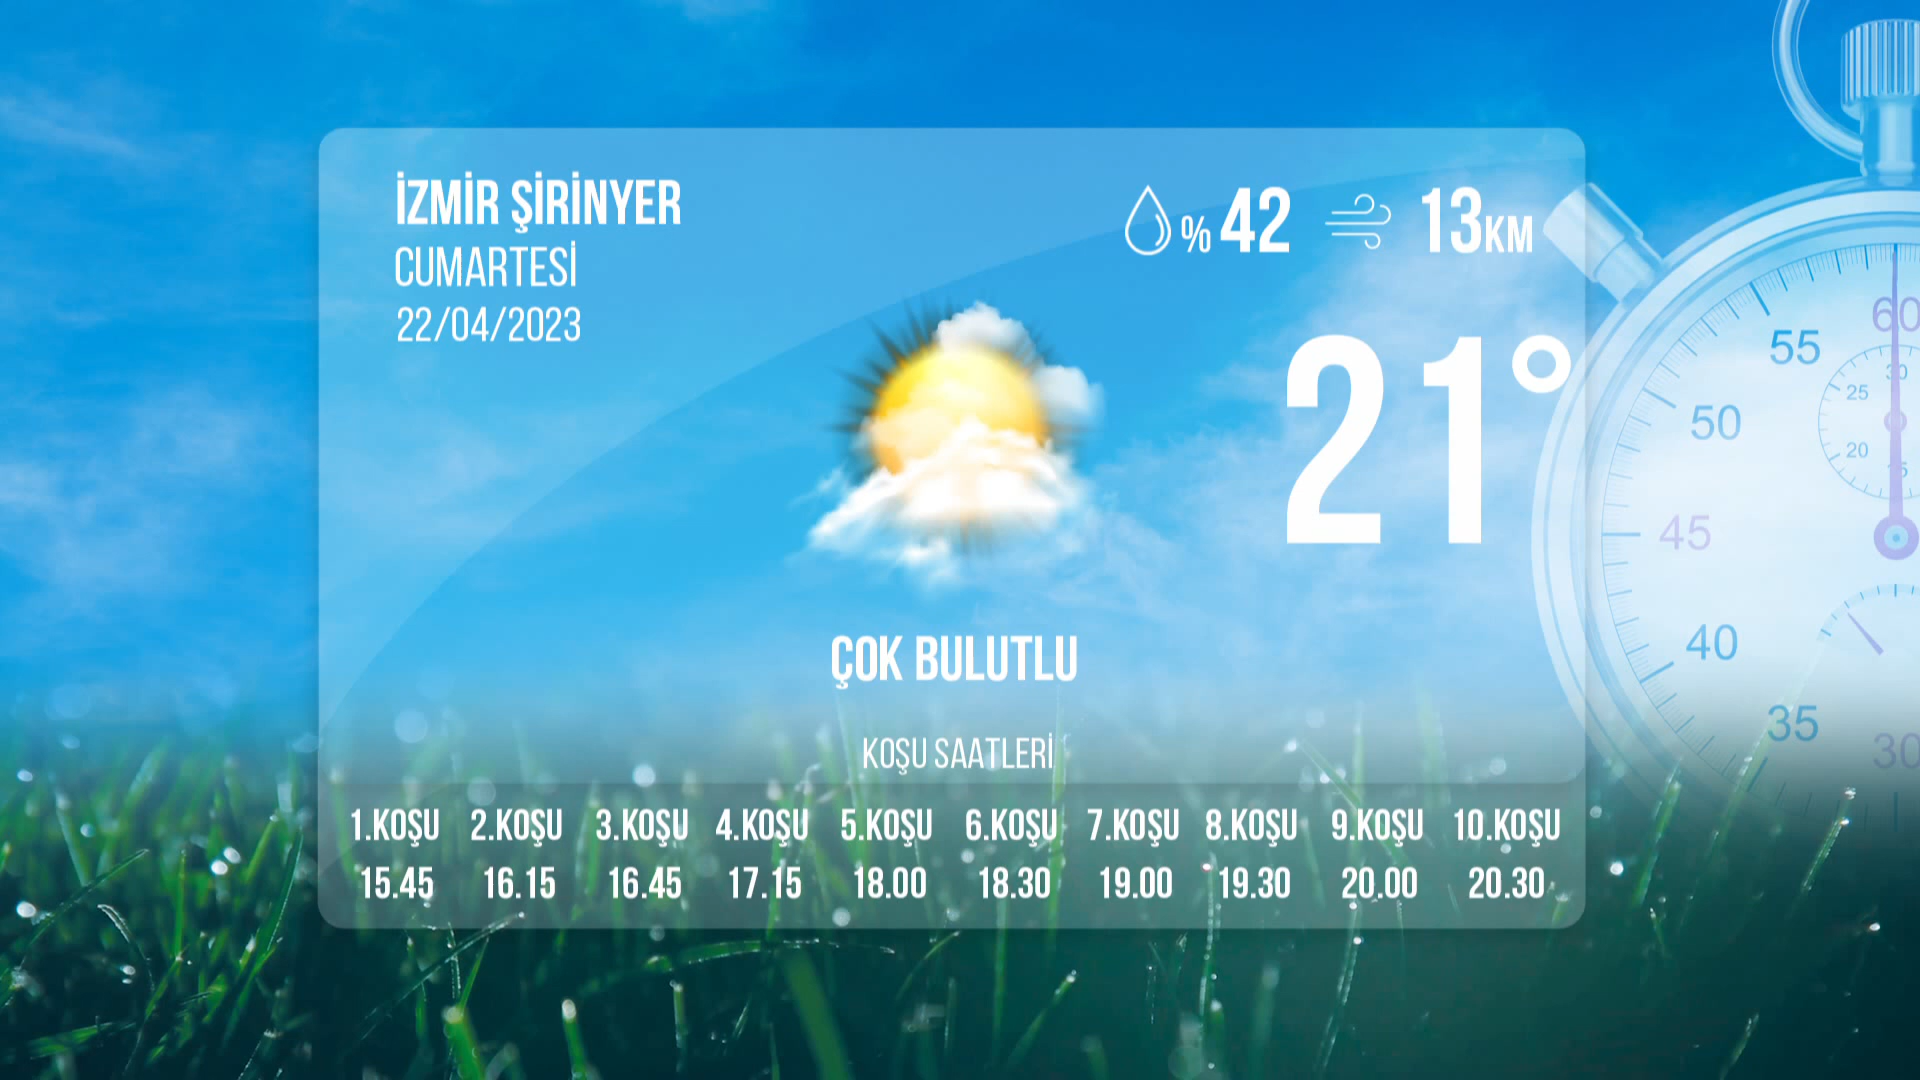 İZMİR ŞİRİNYER
CUMARTESİ
22/04/2023
% 42 13KM
21°
ÇOK BULUTLU
KOŞU SAATLERİ
1.KOŞU 2.KOŞU 3.KOŞU 4.KOŞU 5.KOŞU 6.KOŞU 7.KOŞU 8.KOŞU 9.KOŞU 10.KOŞU
15.45 16.15 16.45 17.15 18.00 18.30 19.00 19.30 20.00 20.30
60
55
50
45
40
35
30
30
25
20